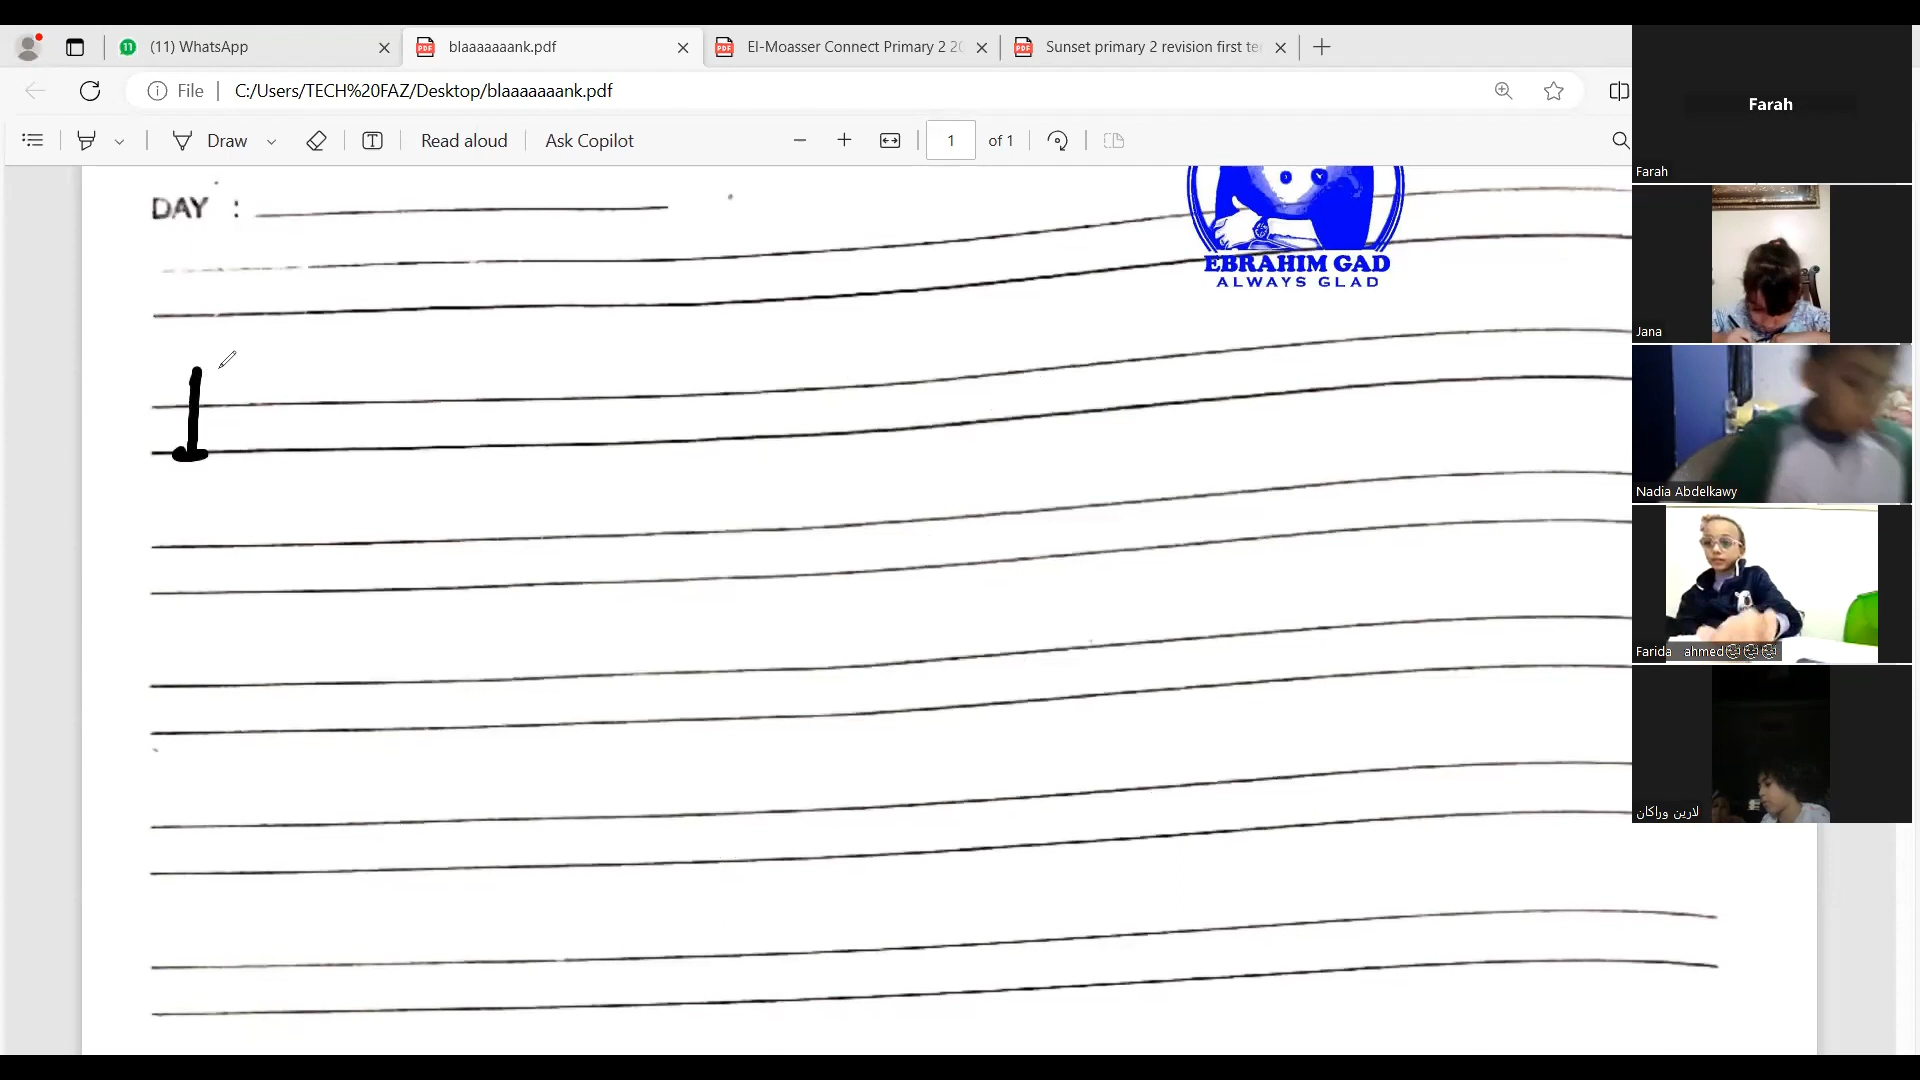 (11) WhatsApp
blaaaaaaank.pdf
El-Moasser Connect Primary 2 20
Sunset primary 2 revision first te
File
C:/Users/TECH%20FAZ/Desktop/blaaaaaaank.pdf
Draw
Read aloud
Ask Copilot
1 of 1
DAY :
EBRAHIM GAD
ALWAYS GLAD
Farah
Farah
Jana
Nadia Abdelkawy
Farida ahmed
لارين وراكان